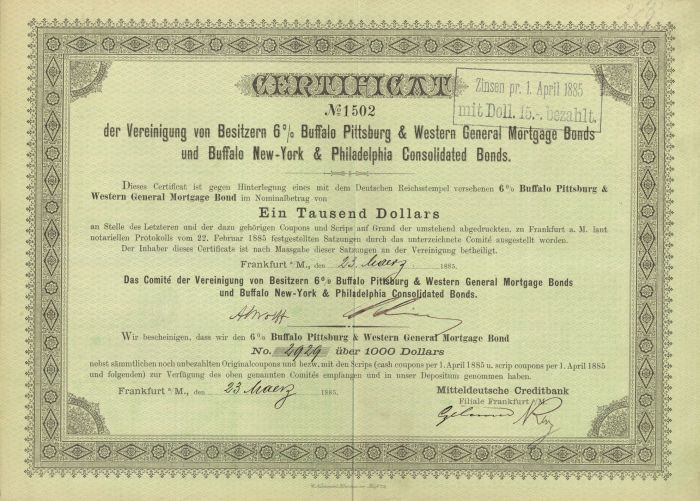 CERTIFICAT
Zinsen pr. 1. April 1885
mit Doll. 15.-. bezahlt.
№ 1502
der Vereinigung von Besitzern 6% Buffalo Pittsburg & Western General Mortgage Bonds
und Buffalo New-York & Philadelphia Consolidated Bonds.
Dieses Certificat ist gegen Hinterlegung eines mit dem Deutschen Reichsstempel versehenen 6% Buffalo Pittsburg &
Western General Mortgage Bond im Nominalbetrag von
Ein Tausend Dollars
an Stelle des Letzteren und der dazu gehörigen Coupons und Scrips auf Grund der umstehend abgedruckten, zu Frankfurt a. M. laut
notariellen Protokolls vom 22. Februar 1885 festgestellten Satzungen durch das unterzeichnete Comité ausgestellt worden.
Der Inhaber dieses Certificats ist nach Maassgabe dieser Satzungen an der Vereinigung betheiligt.
Frankfurt a/M., den 23 Maerz 1885.
Das Comité der Vereinigung von Besitzern 6% Buffalo Pittsburg & Western General Mortgage Bonds
und Buffalo New-York & Philadelphia Consolidated Bonds.
Wir bescheinigen, dass wir den 6% Buffalo Pittsburg & Western General Mortgage Bond
No. 2929 über 1000 Dollars
nebst sämmtlichen noch unbezahlten Originalcoupons und bezw. mit den Scrips (cash coupons per 1. April 1885 u. scrip coupons per 1. April 1885
und folgenden) zur Verfügung des oben genannten Comités empfangen und in unser Depositum genommen haben.
Frankfurt a/M., den 23 Maerz 1885.
Mitteldeutsche Creditbank
Filiale Frankfurt a/M.